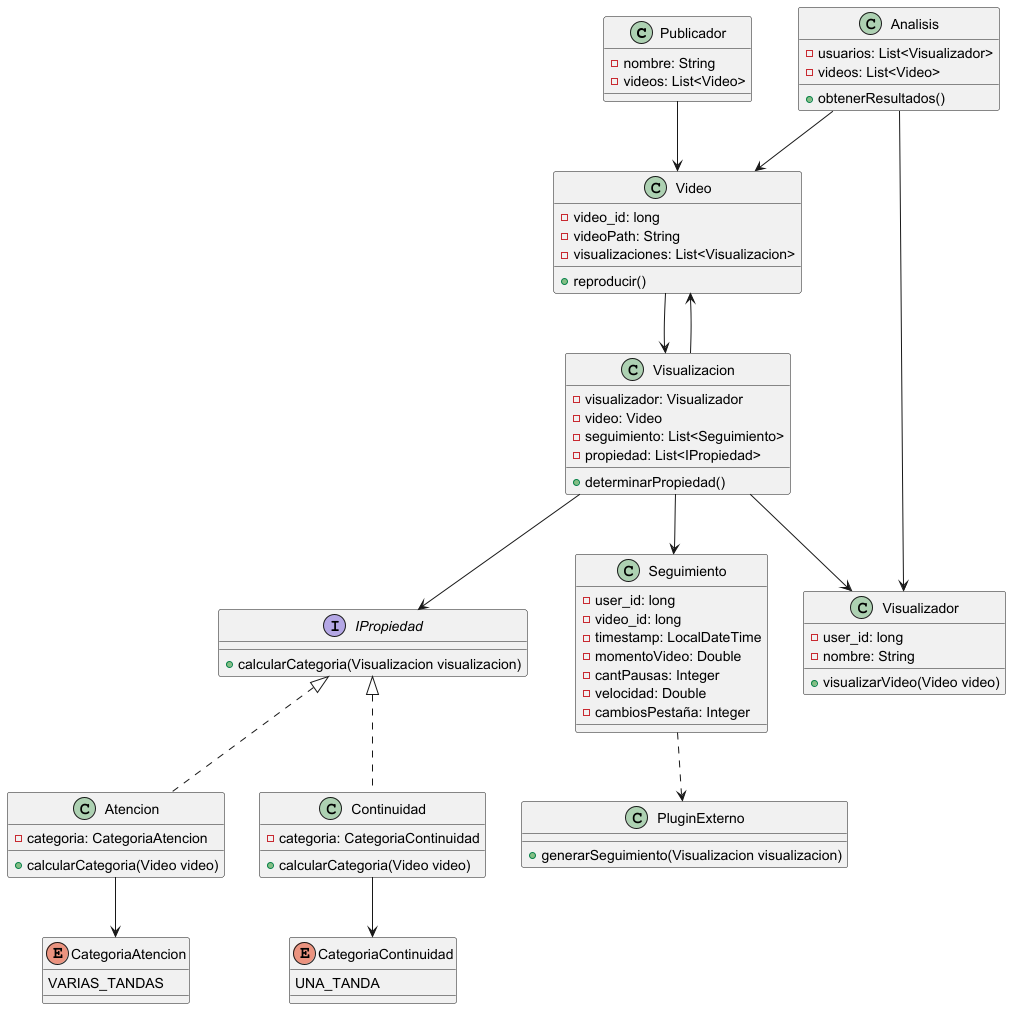 C Publicador
nombre: String
videos: List<Video>
C Analisis
usuarios: List<Visualizador>
videos: List<Video>
obtenerResultados()
C Video
video_id: long
videoPath: String
visualizaciones: List<Visualizacion>
reproducir()
C Visualizacion
visualizador: Visualizador
video: Video
seguimiento: List<Seguimiento>
propiedad: List<IPropiedad>
determinarPropiedad()
I IPropiedad
calcularCategoria(Visualizacion visualizacion)
C Seguimiento
user_id: long
video_id: long
timestamp: LocalDateTime
momentoVideo: Double
cantPausas: Integer
velocidad: Double
cambiosPestaña: Integer
C Visualizador
user_id: long
nombre: String
visualizarVideo(Video video)
C Atencion
categoria: CategoriaAtencion
calcularCategoria(Video video)
C Continuidad
categoria: CategoriaContinuidad
calcularCategoria(Video video)
C PluginExterno
generarSeguimiento(Visualizacion visualizacion)
E CategoriaAtencion
VARIAS_TANDAS
E CategoriaContinuidad
UNA_TANDA